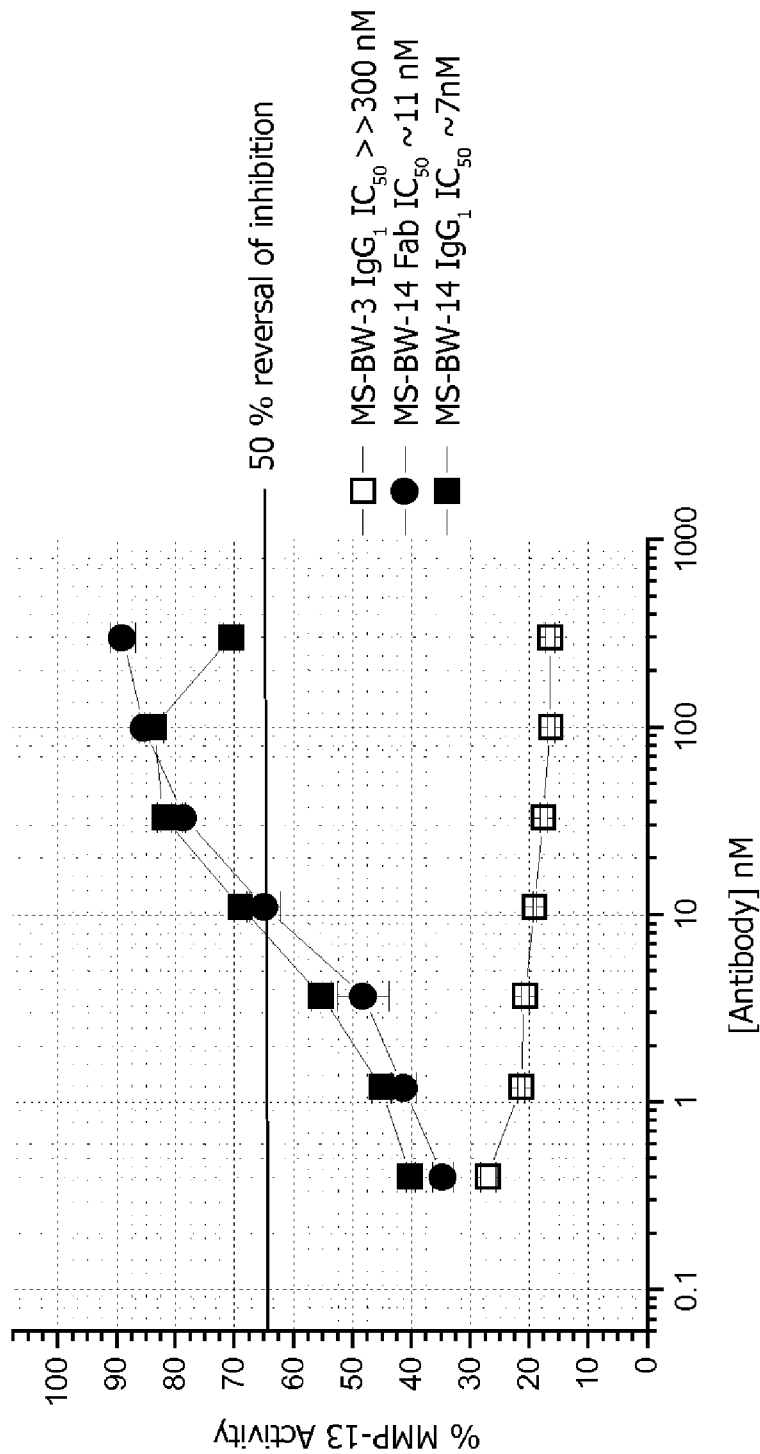 % MMP-13 Activity
100
90
80
70
60
50
40
30
20
10
0
0.1
1
10
100
1000
[Antibody] nM
50 % reversal of inhibition
MS-BW-3 IgG₁ IC₅₀ >>300 nM
MS-BW-14 Fab IC₅₀ ~11 nM
MS-BW-14 IgG₁ IC₅₀ ~7nM